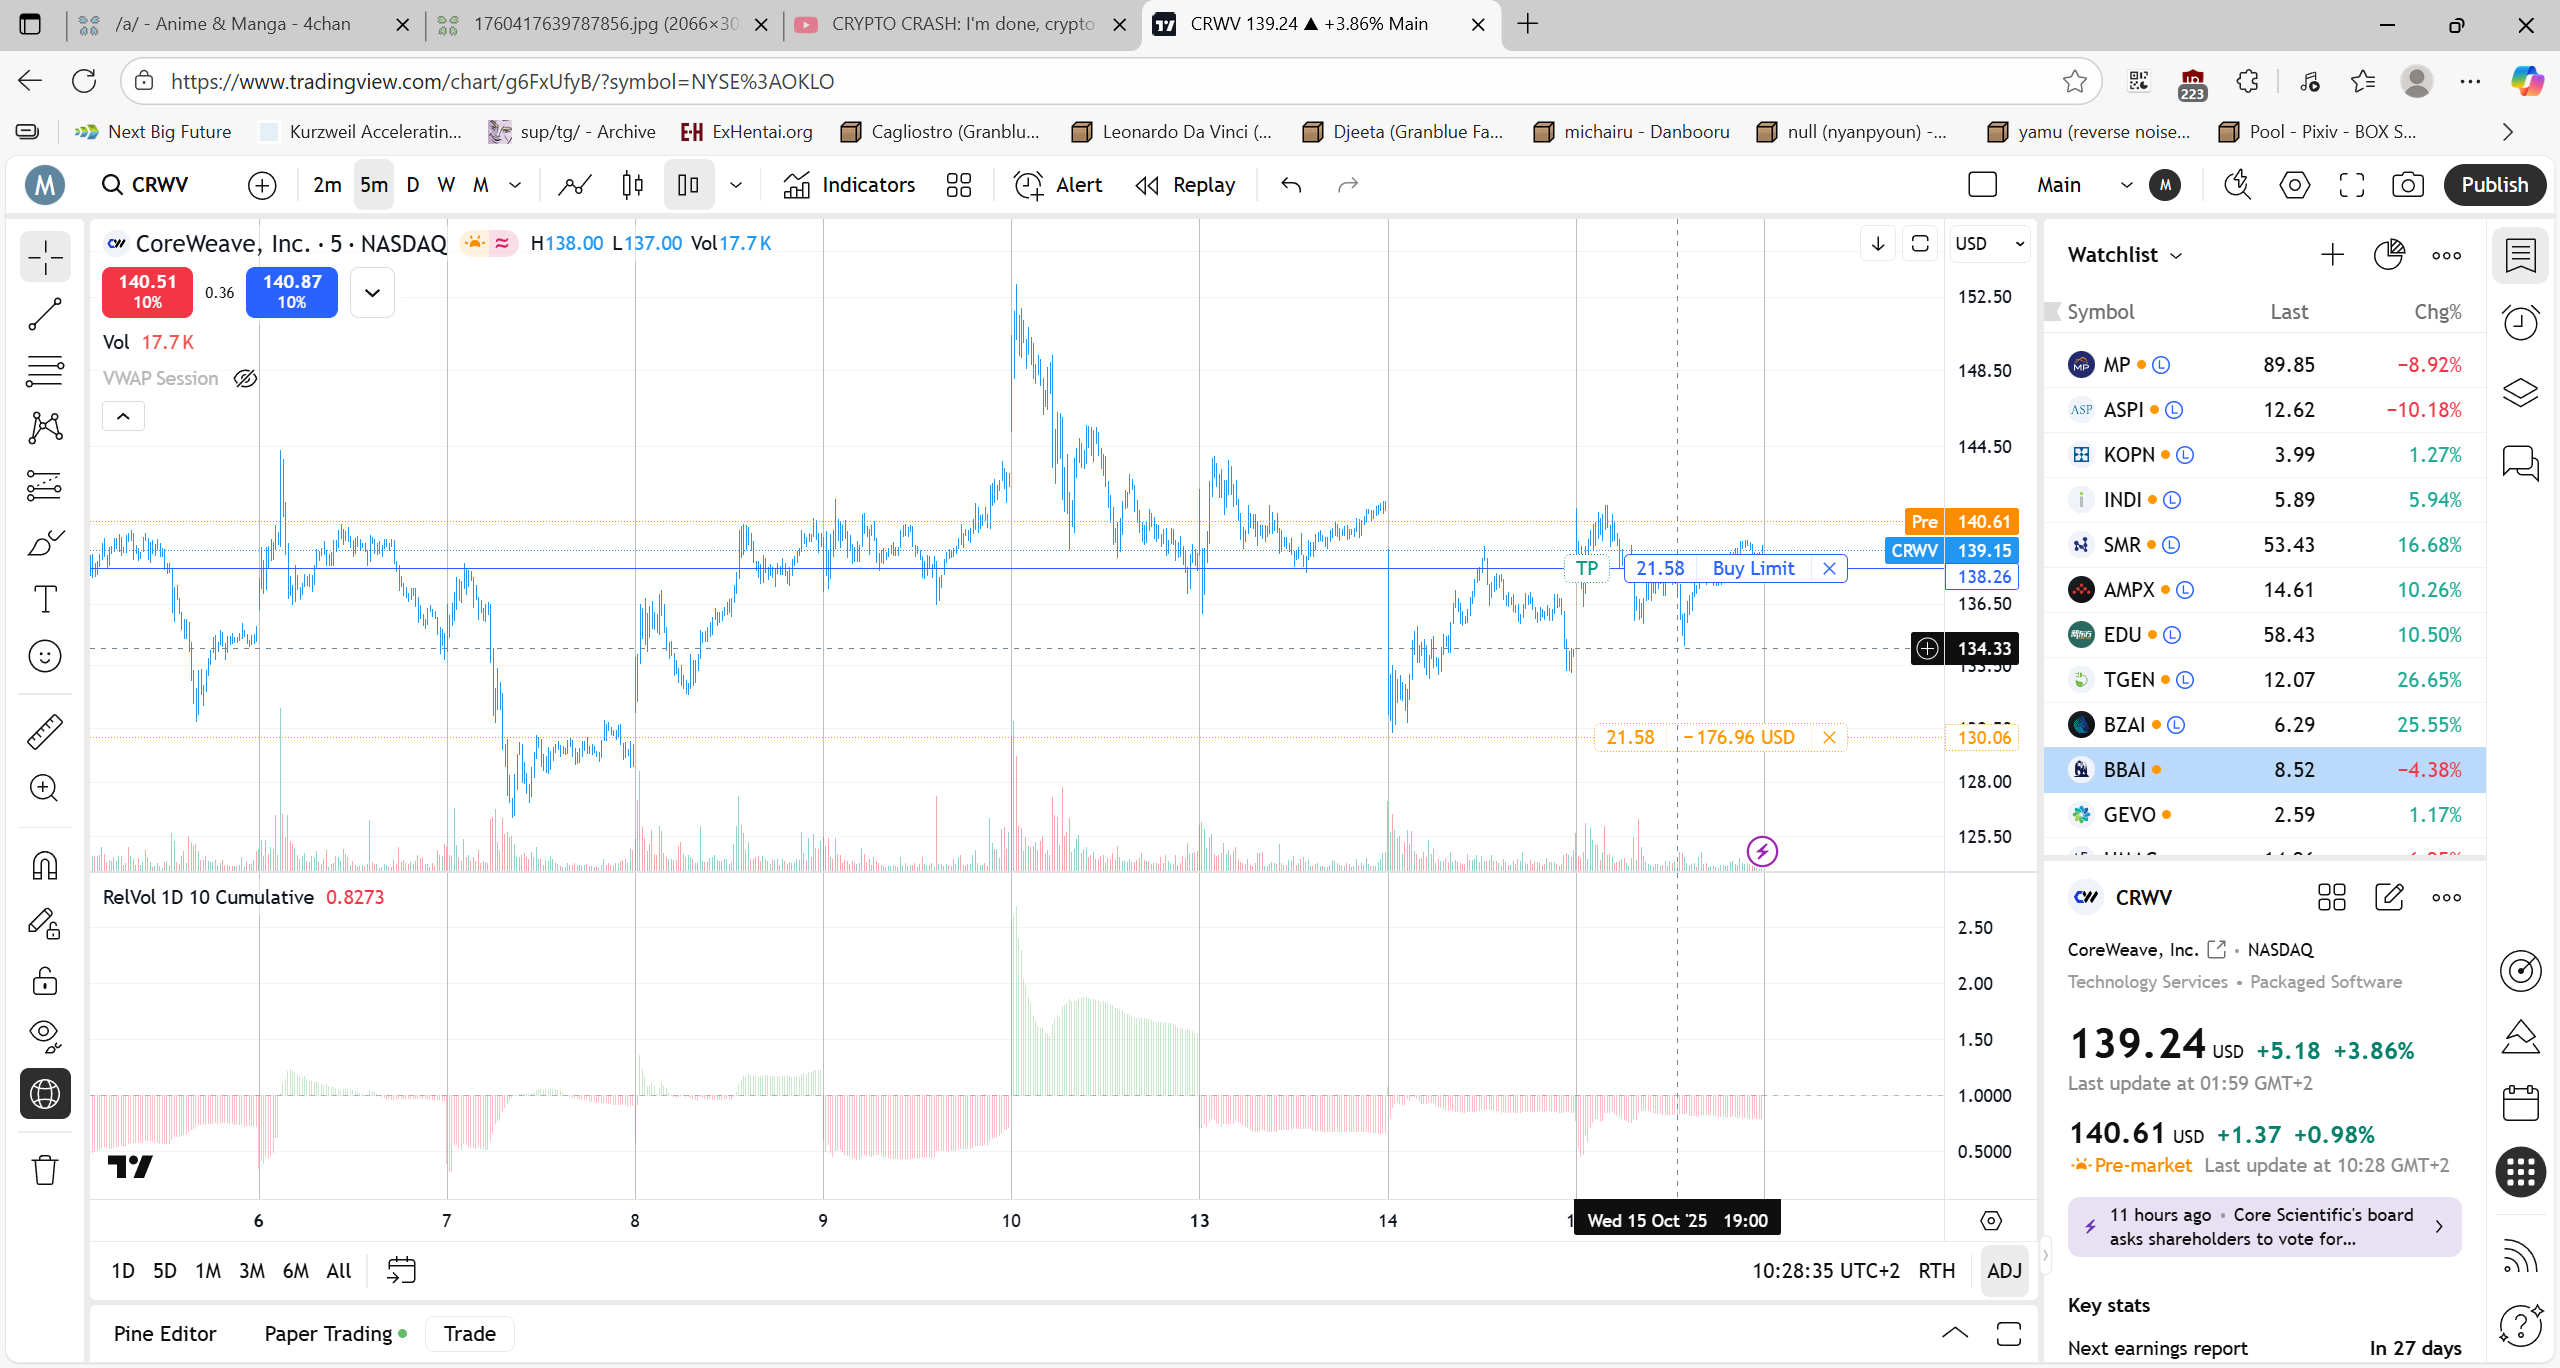 /a/ - Anime & Manga - 4chan
1760417639787856.jpg (2066×30
CRYPTO CRASH: I'm done, crypto
CRWV 139.24 ▲ +3.86% Main
https://www.tradingview.com/chart/g6FxUfyB/?symbol=NYSE%3AOKLO
223
Next Big Future
Kurzweil Acceleratin...
sup/tg/ - Archive
E-H ExHentai.org
Cagliostro (Granblu...
Leonardo Da Vinci (...
Djeeta (Granblue Fa...
michairu - Danbooru
null (nyanpyoun) -...
yamu (reverse noise...
Pool - Pixiv - BOX S...
M
CRWV
2m 5m D W M
Indicators
Alert
Replay
Main
M
Publish
CoreWeave, Inc. · 5 · NASDAQ
H138.00 L137.00 Vol17.7 K
USD
140.51
10%
0.36
140.87
10%
Vol 17.7 K
VWAP Session
152.50
148.50
144.50
Pre 140.61
CRWV 139.15
TP
21.58 Buy Limit
138.26
136.50
134.33
21.58 −176.96 USD
130.06
128.00
125.50
RelVol 1D 10 Cumulative 0.8273
2.50
2.00
1.50
1.0000
0.5000
6 7 8 9 10 13 14
Wed 15 Oct '25 19:00
1D 5D 1M 3M 6M All
10:28:35 UTC+2 RTH ADJ
Pine Editor Paper Trading Trade
Watchlist
Symbol Last Chg%
MP L 89.85 −8.92%
ASP ASPI L 12.62 −10.18%
KOPN L 3.99 1.27%
INDI L 5.89 5.94%
SMR L 53.43 16.68%
AMPX L 14.61 10.26%
EDU L 58.43 10.50%
TGEN L 12.07 26.65%
BZAI L 6.29 25.55%
BBAI 8.52 −4.38%
GEVO 2.59 1.17%
CRWV
CoreWeave, Inc. • NASDAQ
Technology Services • Packaged Software
139.24 USD +5.18 +3.86%
Last update at 01:59 GMT+2
140.61 USD +1.37 +0.98%
Pre-market Last update at 10:28 GMT+2
11 hours ago • Core Scientific's board
asks shareholders to vote for...
Key stats
Next earnings report In 27 days